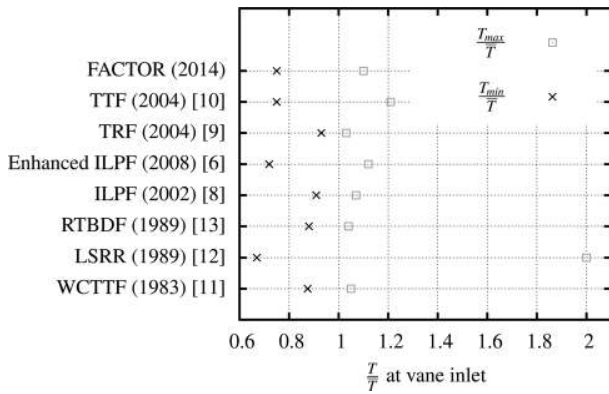 T_max / T̅
FACTOR (2014)
TTF (2004) [10]
T_min / T̅
TRF (2004) [9]
Enhanced ILPF (2008) [6]
ILPF (2002) [8]
RTBDF (1989) [13]
LSRR (1989) [12]
WCTTF (1983) [11]
0.6 0.8 1 1.2 1.4 1.6 1.8 2
T / T̅ at vane inlet